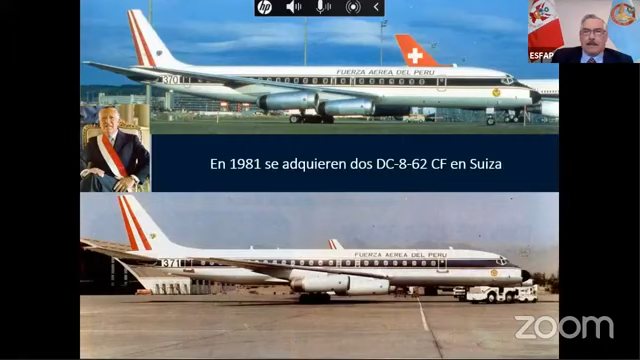 hp
ESFAP
FUERZA AEREA DEL PERU
370
En 1981 se adquieren dos DC-8-62 CF en Suiza
FUERZA AEREA DEL PERU
371
zoom